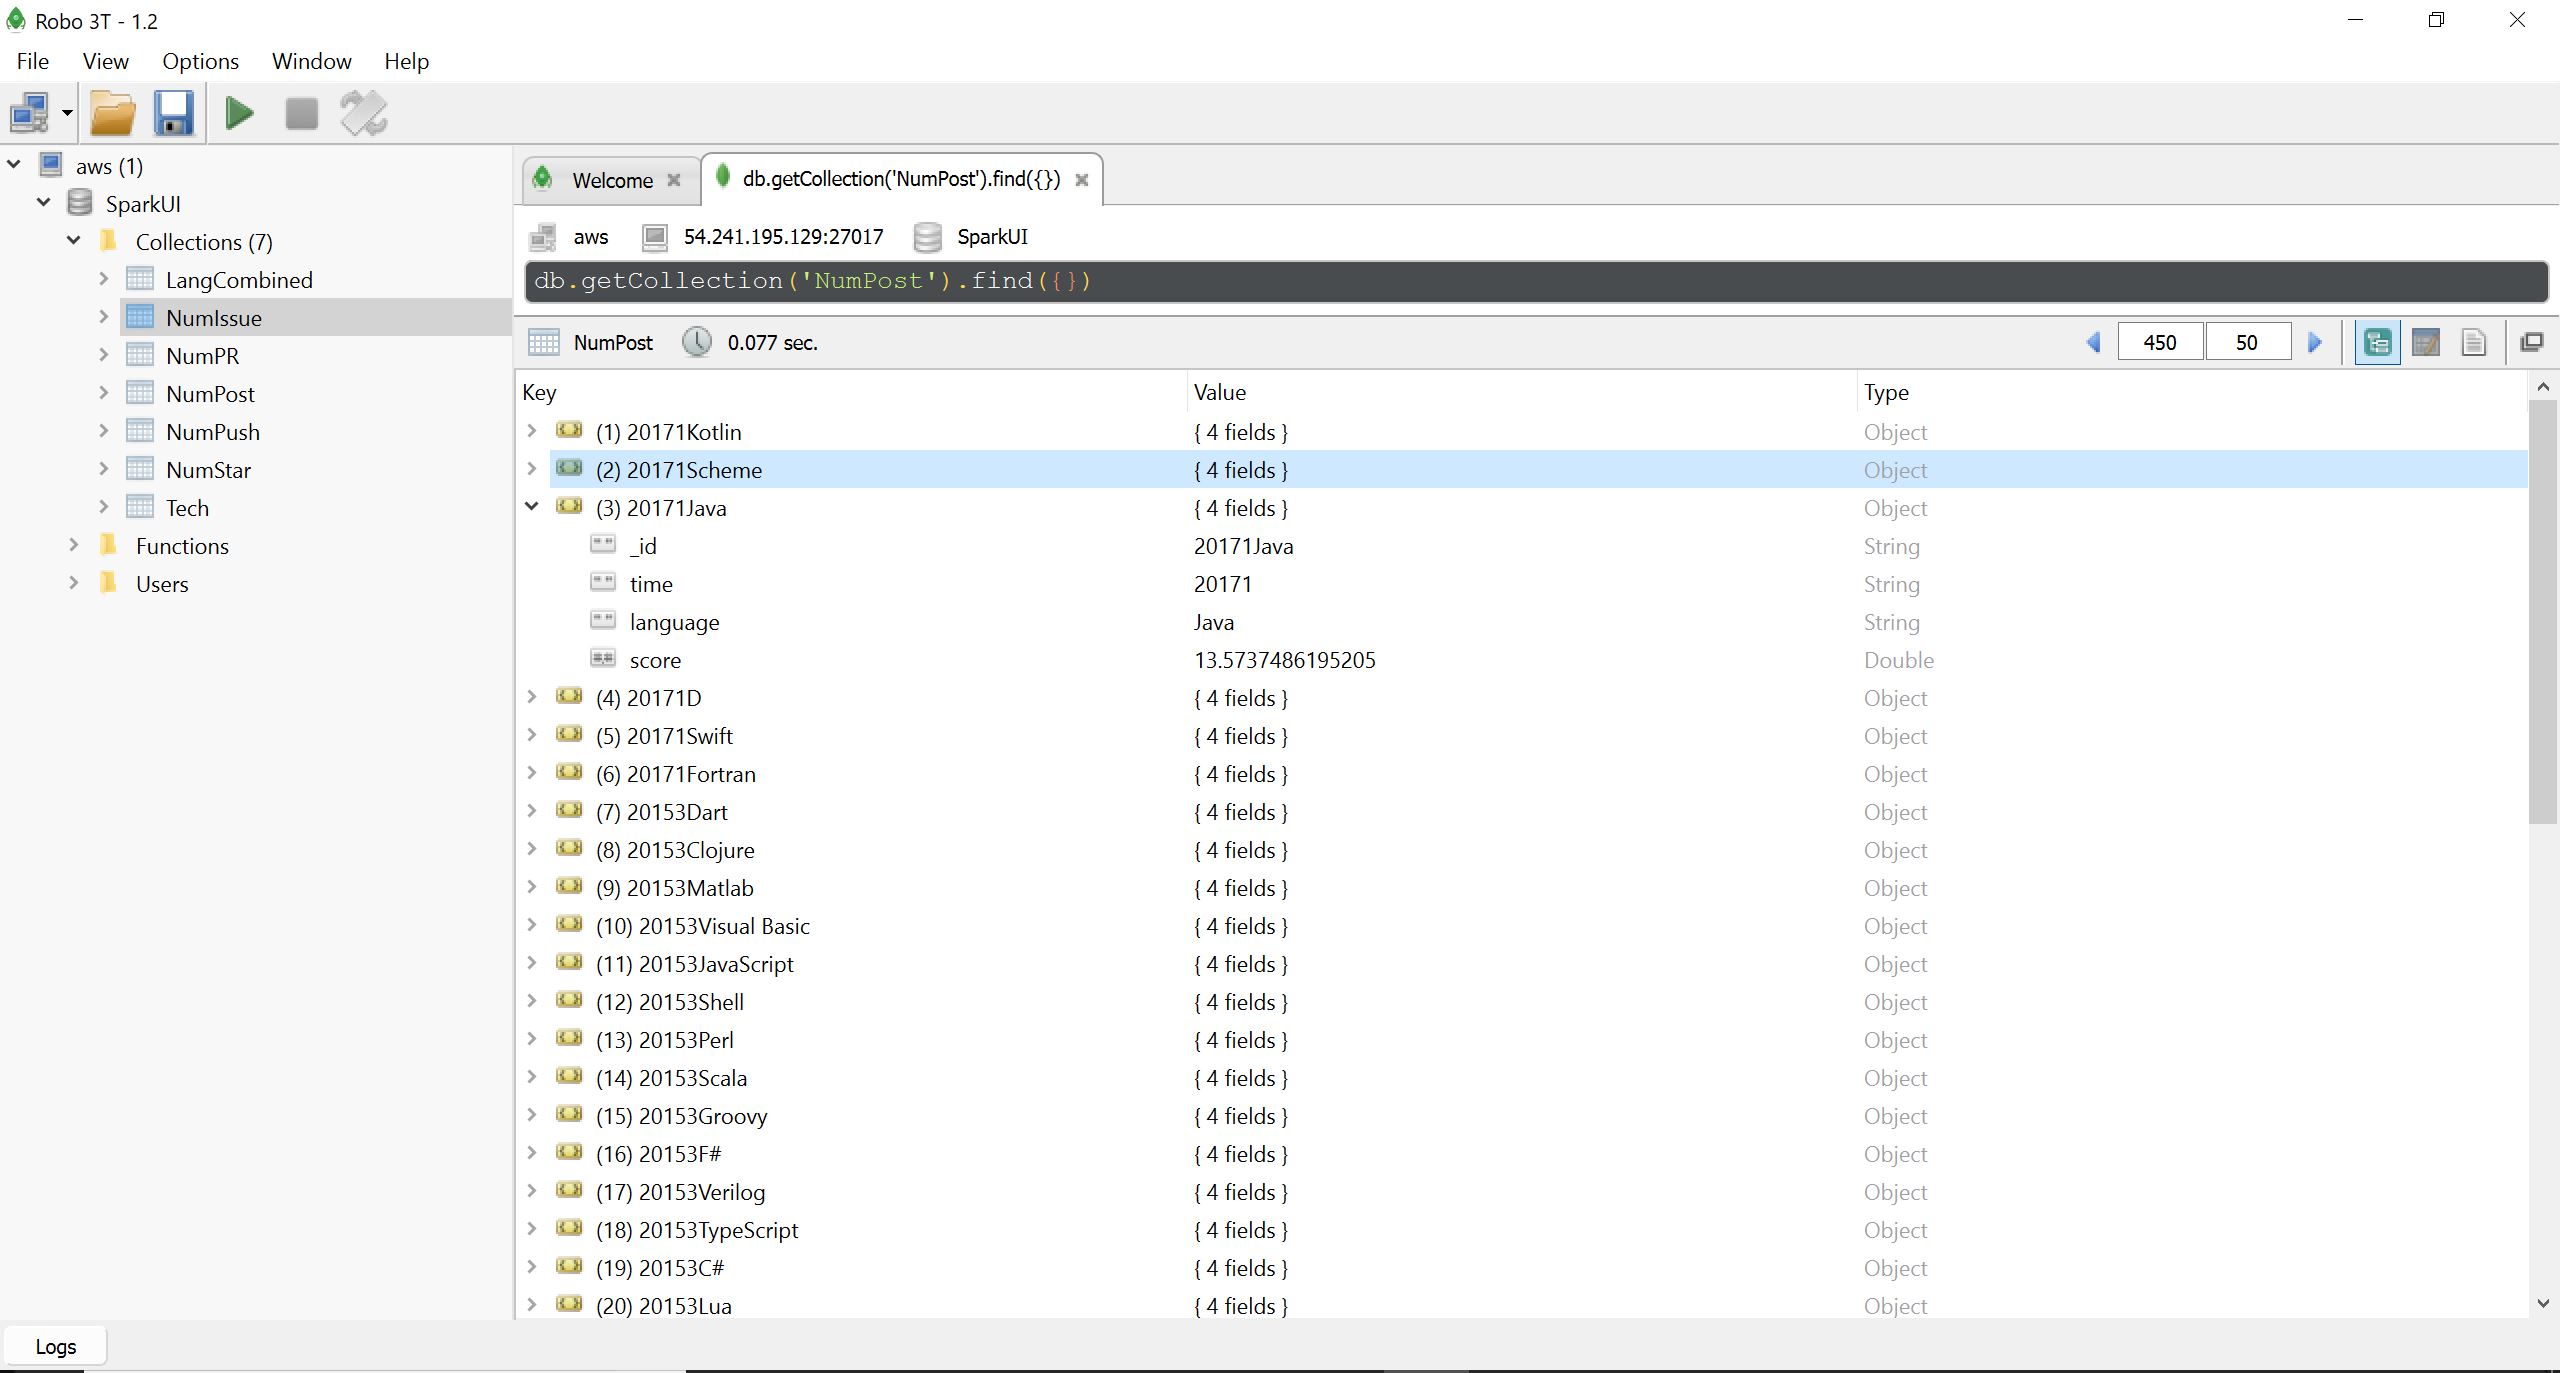 Robo 3T - 1.2
File View Options Window Help
aws (1)
SparkUI
Collections (7)
LangCombined
NumIssue
NumPR
NumPost
NumPush
NumStar
Tech
Functions
Users
Welcome db.getCollection('NumPost').find({})
aws 54.241.195.129:27017 SparkUI
db.getCollection('NumPost').find({})
NumPost 0.077 sec. 450 50
Key Value Type
(1) 20171Kotlin { 4 fields } Object
(2) 20171Scheme { 4 fields } Object
(3) 20171Java { 4 fields } Object
_id 20171Java String
time 20171 String
language Java String
score 13.5737486195205 Double
(4) 20171D { 4 fields } Object
(5) 20171Swift { 4 fields } Object
(6) 20171Fortran { 4 fields } Object
(7) 20153Dart { 4 fields } Object
(8) 20153Clojure { 4 fields } Object
(9) 20153Matlab { 4 fields } Object
(10) 20153Visual Basic { 4 fields } Object
(11) 20153JavaScript { 4 fields } Object
(12) 20153Shell { 4 fields } Object
(13) 20153Perl { 4 fields } Object
(14) 20153Scala { 4 fields } Object
(15) 20153Groovy { 4 fields } Object
(16) 20153F# { 4 fields } Object
(17) 20153Verilog { 4 fields } Object
(18) 20153TypeScript { 4 fields } Object
(19) 20153C# { 4 fields } Object
(20) 20153Lua { 4 fields } Object
Logs